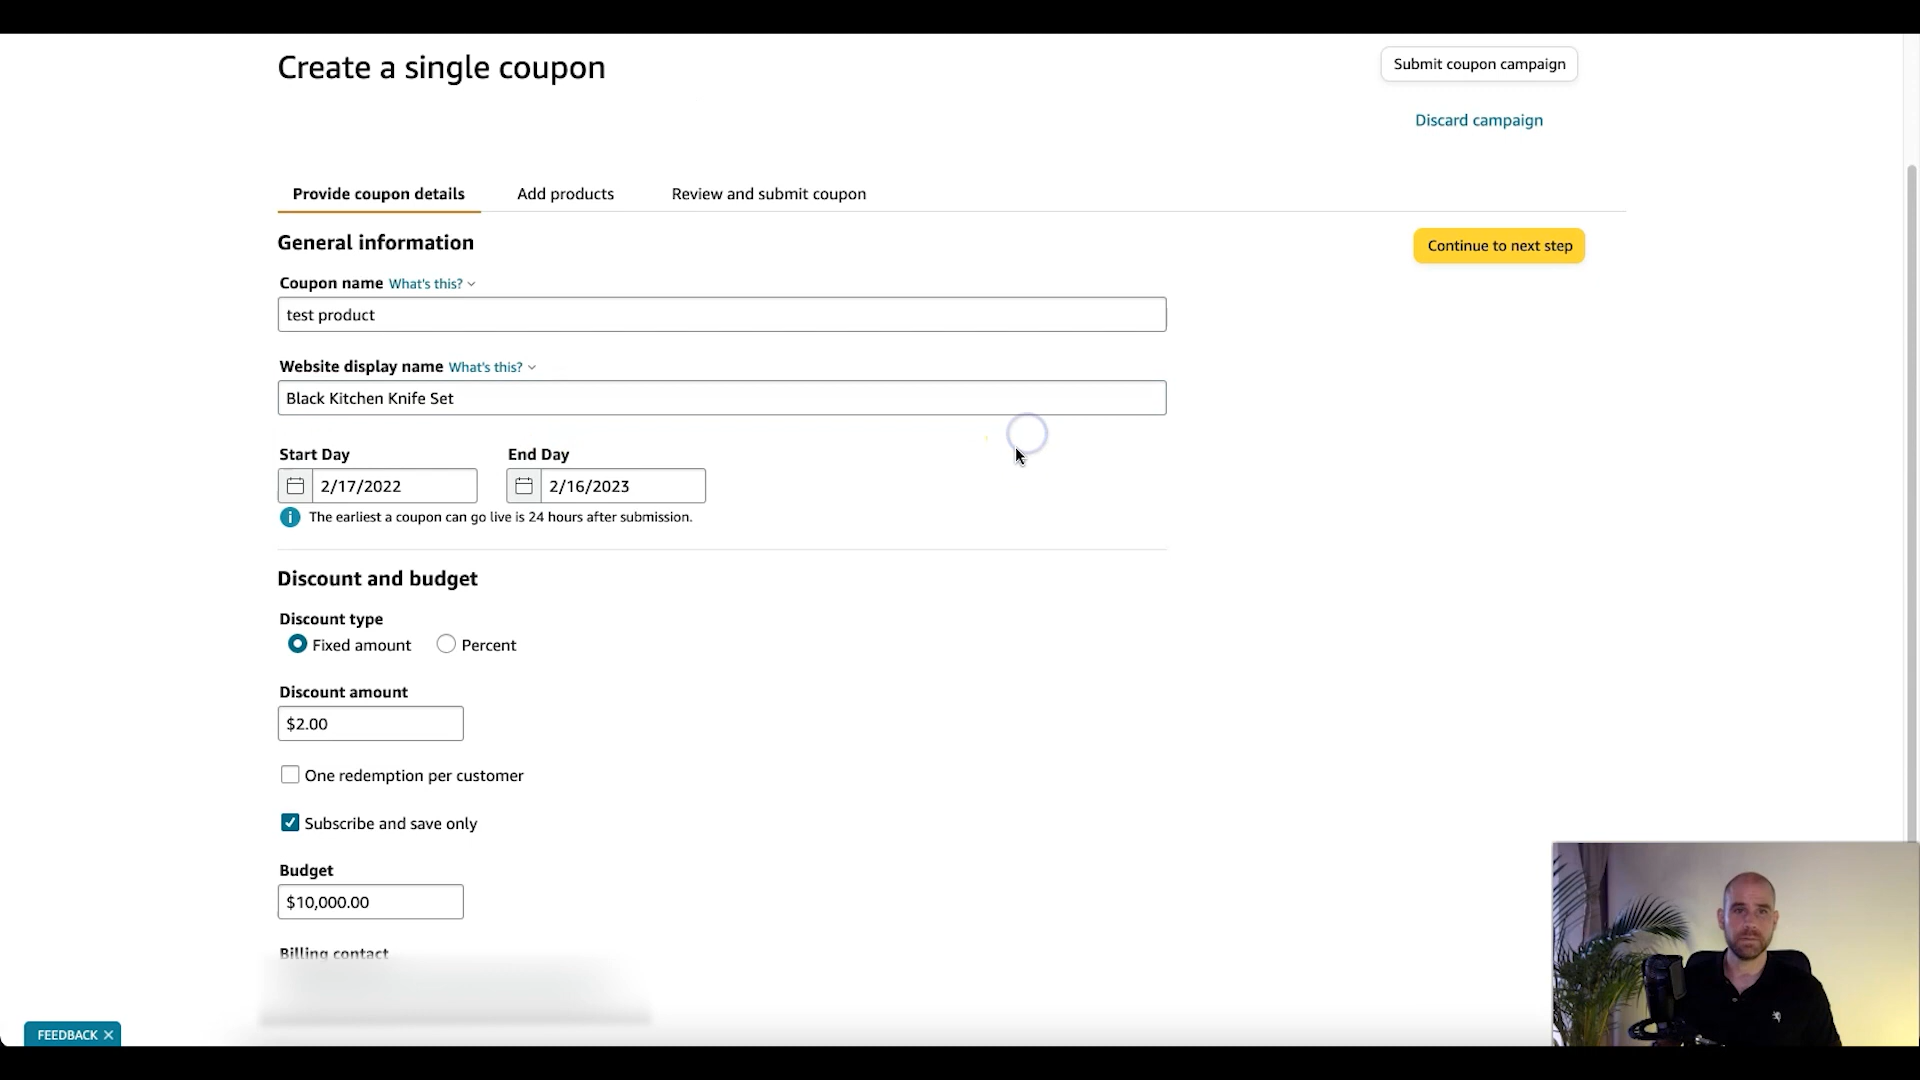 Create a single coupon
Submit coupon campaign
Discard campaign
Provide coupon details
Add products
Review and submit coupon
General information
Continue to next step
Coupon name What's this?
test product
Website display name What's this?
Black Kitchen Knife Set
Start Day
End Day
2/17/2022
2/16/2023
The earliest a coupon can go live is 24 hours after submission.
Discount and budget
Discount type
Fixed amount
Percent
Discount amount
$2.00
One redemption per customer
Subscribe and save only
Budget
$10,000.00
Billing contact
FEEDBACK